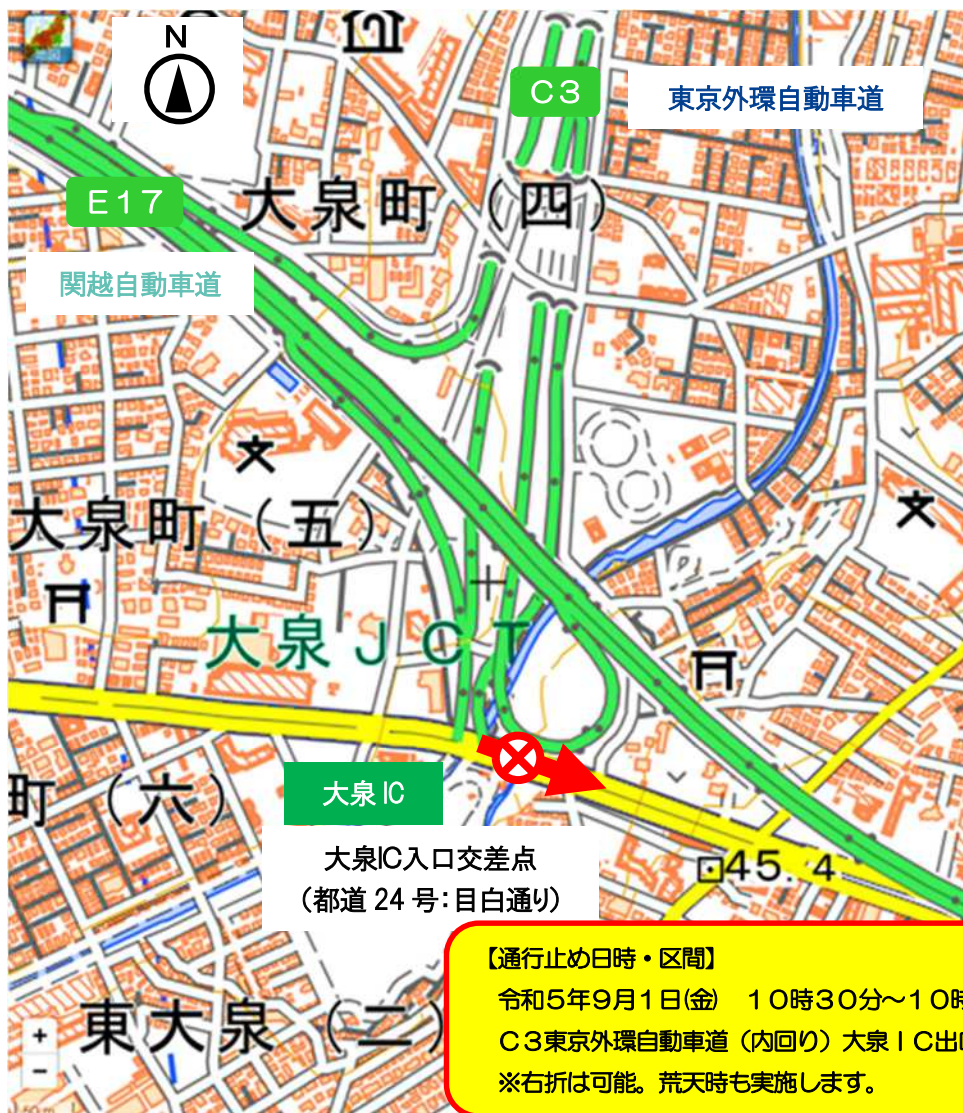 N
C3
東京外環自動車道
E17
大泉町（四）
関越自動車道
大泉町（五）
大泉JCT
町（六）
大泉IC
大泉IC入口交差点
（都道 24 号：目白通り）
45.4
【通行止め日時・区間】
令和5年9月1日(金)　10時30分～10時
C3東京外環自動車道（内回り）大泉IC出口
※右折は可能。荒天時も実施します。
東大泉（二）
+
−
50 m